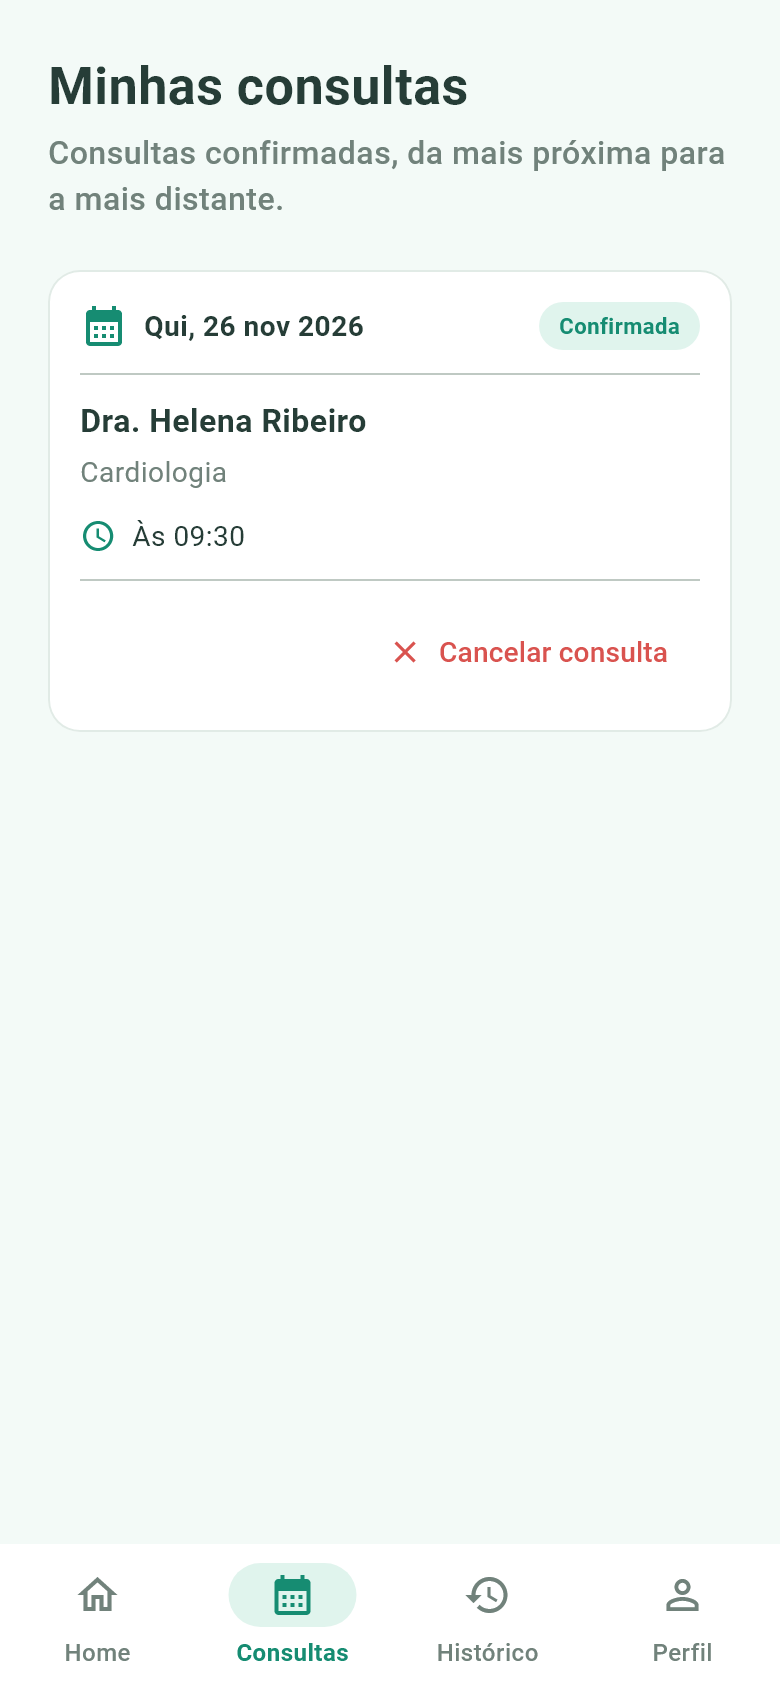 Minhas consultas
Consultas confirmadas, da mais próxima para
a mais distante.
Qui, 26 nov 2026
Confirmada
Dra. Helena Ribeiro
Cardiologia
Às 09:30
Cancelar consulta
Home
Consultas
Histórico
Perfil